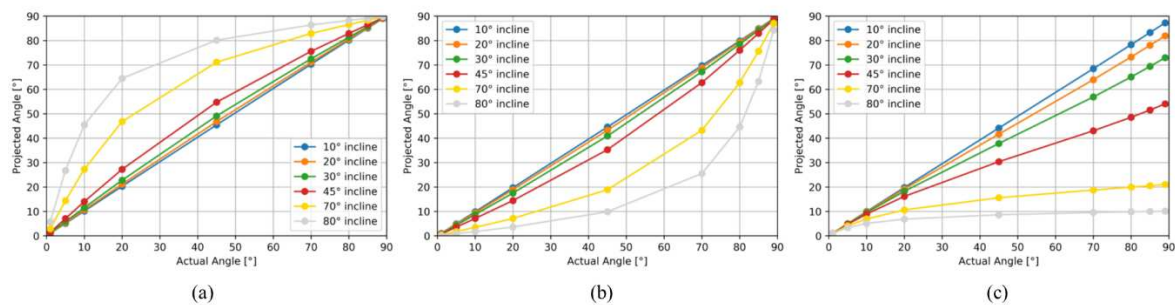 90
80
70
60
50
40
30
20
10
0
Projected Angle [°]
10° incline
20° incline
30° incline
45° incline
70° incline
80° incline
0 10 20 30 40 50 60 70 80 90
Actual Angle [°]
(a)
90
80
70
60
50
40
30
20
10
0
Projected Angle [°]
10° incline
20° incline
30° incline
45° incline
70° incline
80° incline
0 10 20 30 40 50 60 70 80 90
Actual Angle [°]
(b)
90
80
70
60
50
40
30
20
10
0
Projected Angle [°]
10° incline
20° incline
30° incline
45° incline
70° incline
80° incline
0 10 20 30 40 50 60 70 80 90
Actual Angle [°]
(c)